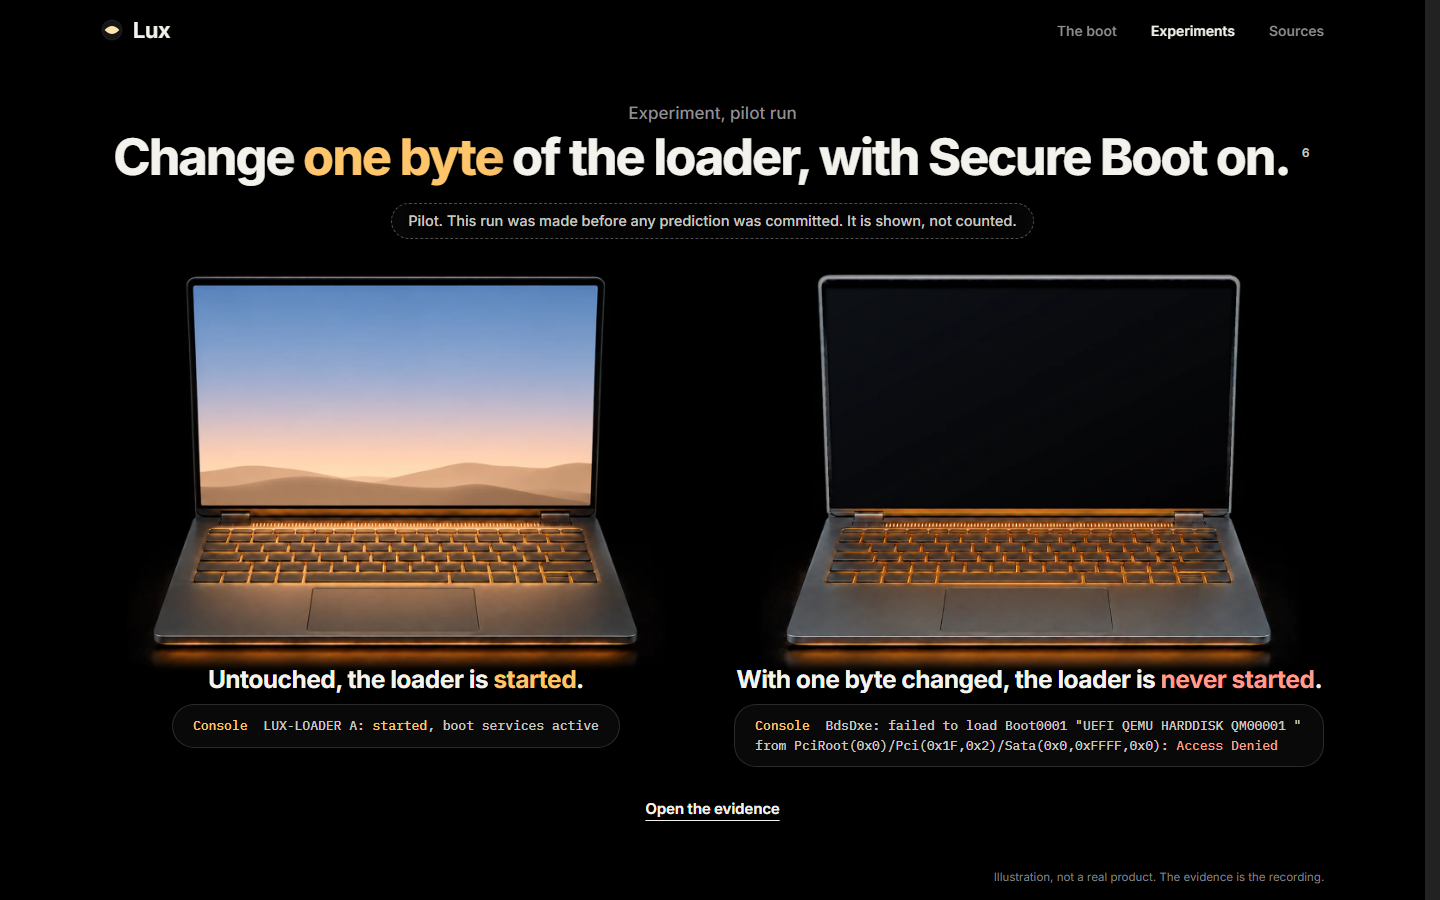 Lux
The boot
Experiments
Sources
Experiment, pilot run
Change one byte of the loader, with Secure Boot on. 6
Pilot. This run was made before any prediction was committed. It is shown, not counted.
Untouched, the loader is started.
Console LUX-LOADER A: started, boot services active
With one byte changed, the loader is never started.
Console BdsDxe: failed to load Boot0001 "UEFI QEMU HARDDISK QM00001 "
from PciRoot(0x0)/Pci(0x1F,0x2)/Sata(0x0,0xFFFF,0x0): Access Denied
Open the evidence
Illustration, not a real product. The evidence is the recording.